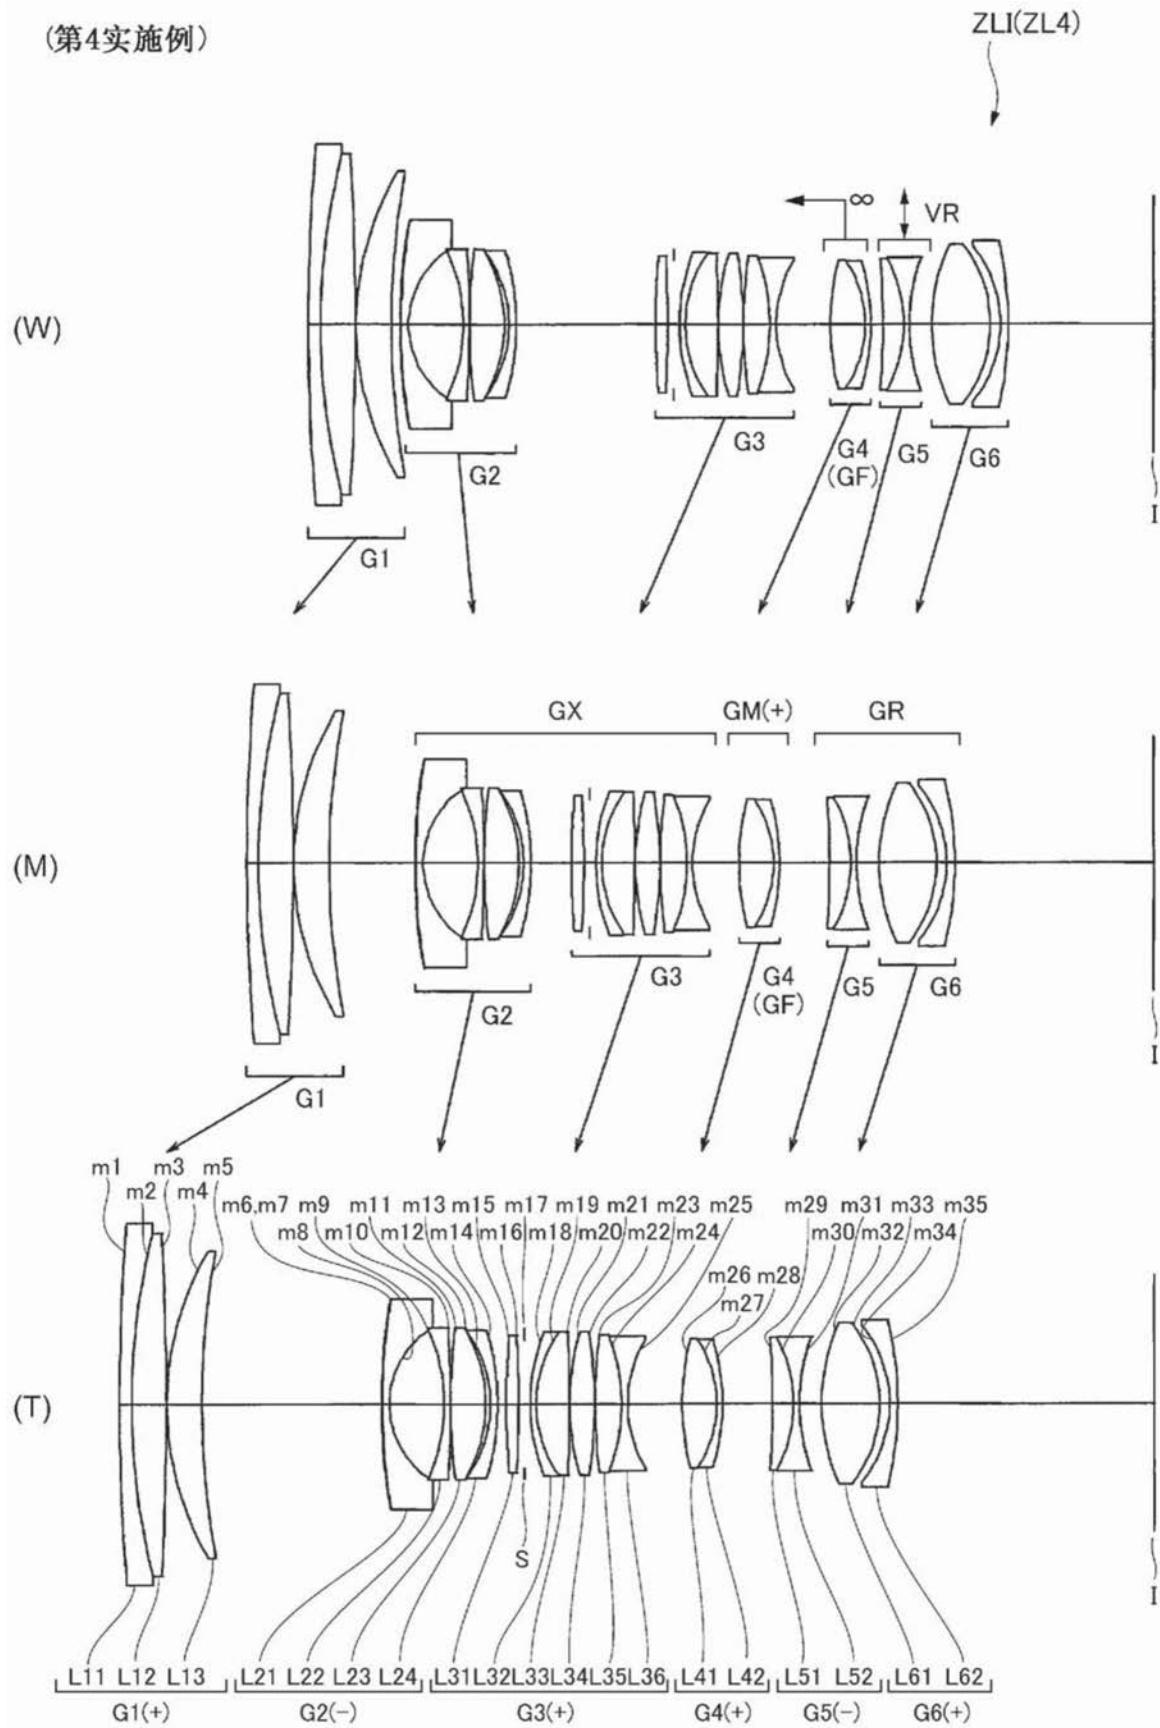 (第4实施例)
ZLI(ZL4)
∞
VR
(W)
G3
G4
(GF)
G5
G6
G2
G1
I
GX
GM(+)
GR
(M)
G3
G4
(GF)
G5
G6
G2
G1
I
m1 m3 m5
m2 m4
m6,m7 m9 m11 m13 m15 m17 m19 m21 m23 m25 m29 m31 m33 m35
m8 m10 m12 m14 m16 m18 m20 m22 m24 m30 m32 m34
m26 m28
m27
(T)
S
I
L11 L12 L13 L21 L22 L23 L24 L31 L32 L33 L34 L35 L36 L41 L42 L51 L52 L61 L62
G1(+) G2(-) G3(+) G4(+) G5(-) G6(+)